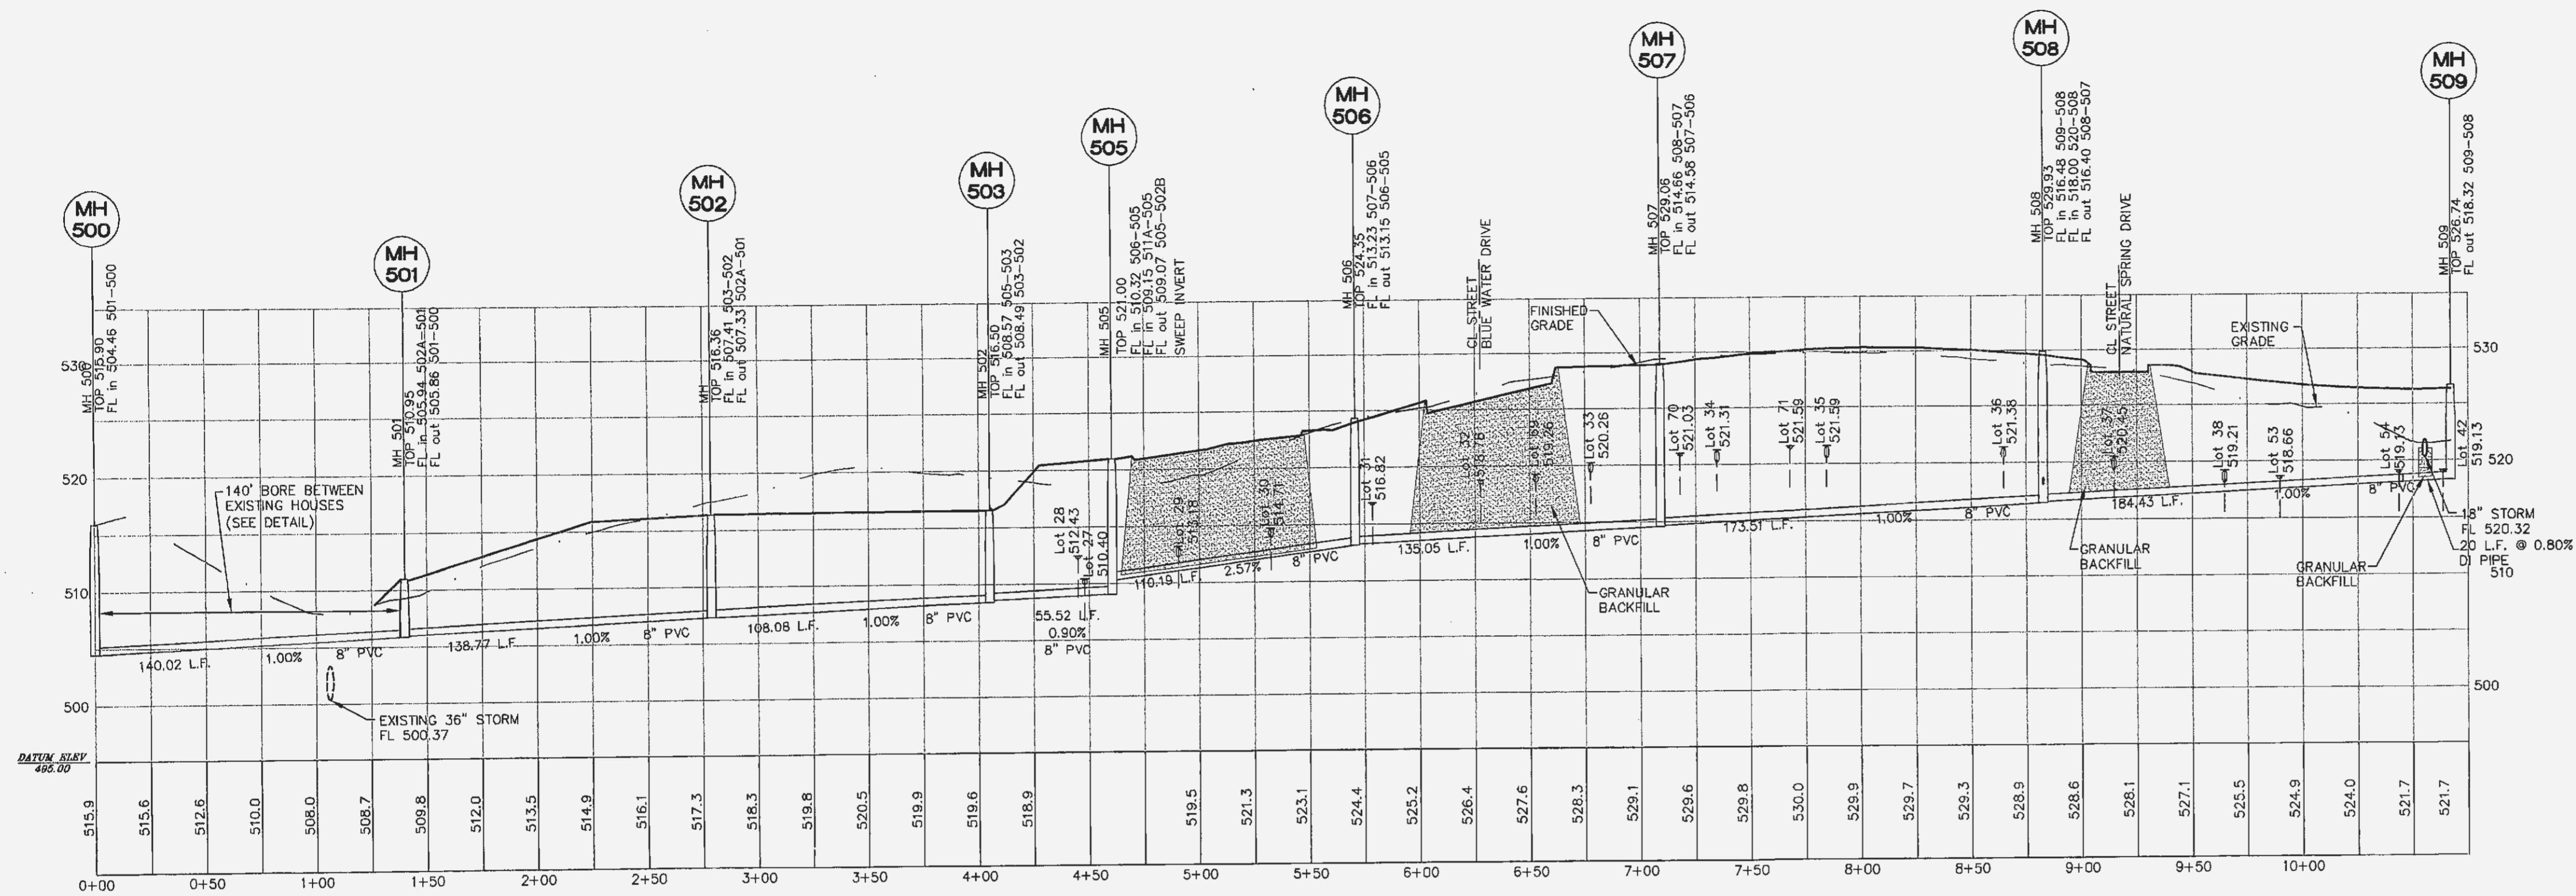 MH
500
MH 500
TOP 515.90
FL in 504.46 501-500
MH
501
MH 501
TOP 510.95
FL in 505.94 502A-501
FL out 505.86 501-500
MH
502
TOP 516.36
FL in 507.41 503-502
FL out 507.33 502A-501
MH
503
MH 502
TOP 516.50
FL in 508.57 505-503
FL out 508.49 503-502
MH
505
MH 505
TOP 521.00
FL in 510.32 506-505
FL in 509.15 511A-505
FL out 509.07 505-502B
SWEEP INVERT
MH
506
MH 506
TOP 524.35
FL in 513.23 507-506
FL out 513.15 506-505
CL STREET
BLUE WATER DRIVE
MH
507
MH 507
TOP 529.06
FL in 514.66 508-507
FL out 514.58 507-506
MH
508
MH 508
TOP 529.93
FL in 516.48 509-508
FL in 518.00 520-508
FL out 516.40 508-507
CL STREET
NATURAL SPRING DRIVE
MH
509
MH 509
TOP 526.74
FL out 518.32 509-508
FINISHED
GRADE
EXISTING
GRADE
530
520
510
500
530
520
510
500
140' BORE BETWEEN
EXISTING HOUSES
(SEE DETAIL)
Lot 28
512.43
Lot 27
510.40
Lot 29
513.18
Lot 30
514.71
Lot 31
516.82
Lot 32
518.78
Lot 69
519.26
Lot 33
520.26
Lot 70
521.03
Lot 34
521.31
Lot 71
521.59
Lot 35
521.59
Lot 36
521.38
Lot 37
520.45
Lot 38
519.21
Lot 53
518.66
Lot 54
519.13
Lot 42
519.13
140.02 L.F.
1.00%
8" PVC
138.77 L.F.
1.00%
8" PVC
108.08 L.F.
1.00%
8" PVC
55.52 L.F.
0.90%
8" PVC
110.19 L.F.
2.57%
8" PVC
135.05 L.F.
1.00%
8" PVC
173.51 L.F.
1.00%
8" PVC
184.43 L.F.
1.00%
8" PVC
GRANULAR
BACKFILL
GRANULAR
BACKFILL
GRANULAR
BACKFILL
18" STORM
FL 520.32
20 L.F. @ 0.80%
DI PIPE
EXISTING 36" STORM
FL 500.37
DATUM ELEV
495.00
515.9
515.6
512.6
510.0
508.0
508.7
509.8
512.0
513.5
514.9
516.1
517.3
518.3
519.8
520.5
519.9
519.6
518.9
519.5
521.3
523.1
524.4
525.2
526.4
527.6
528.3
529.1
529.6
529.8
530.0
529.9
529.7
529.3
528.9
528.6
528.1
527.1
525.5
524.9
524.0
521.7
521.7
0+00
0+50
1+00
1+50
2+00
2+50
3+00
3+50
4+00
4+50
5+00
5+50
6+00
6+50
7+00
7+50
8+00
8+50
9+00
9+50
10+00